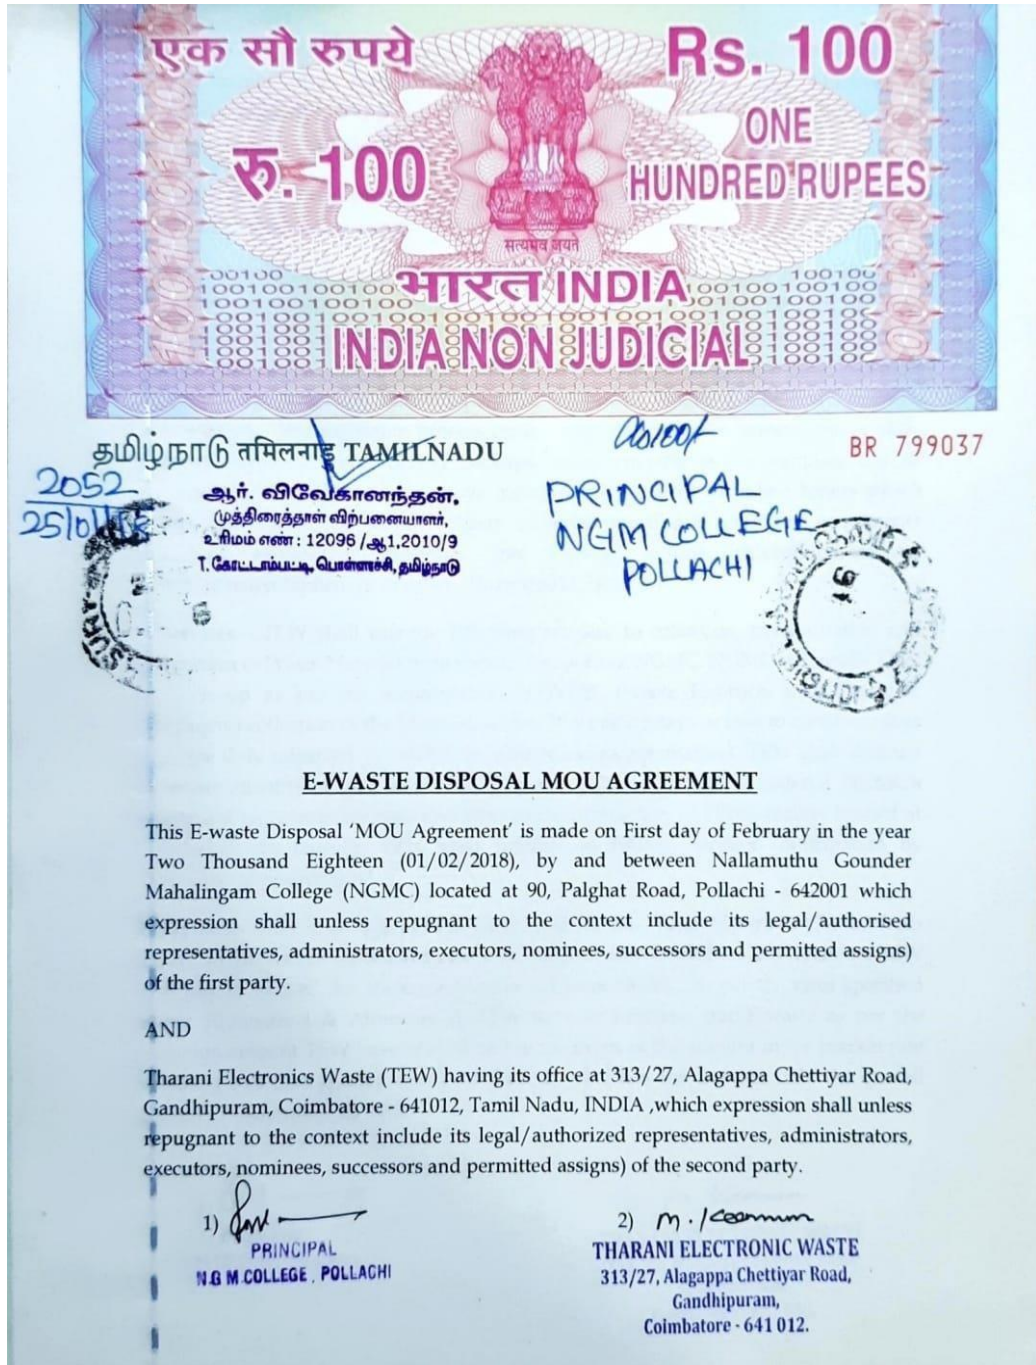 एक सौ रुपये
Rs. 100
रु. 100
ONE
HUNDRED RUPEES
सत्यमेव जयते
भारत INDIA
INDIA NON JUDICIAL
தமிழ்நாடு तमिलनाडु TAMILNADU
BR 799037
2052
ஆர். விவேகானந்தன்,
முத்திரைத்தாள் விற்பனையாளர்,
உரிமம் எண் : 12096 /ஆ1,2010/9
T. கோட்டாம்பட்டி, பொள்ளாச்சி, தமிழ்நாடு
PRINCIPAL
NGM COLLEGE
POLLACHI
E-WASTE DISPOSAL MOU AGREEMENT
This E-waste Disposal ‘MOU Agreement’ is made on First day of February in the year
Two Thousand Eighteen (01/02/2018), by and between Nallamuthu Gounder
Mahalingam College (NGMC) located at 90, Palghat Road, Pollachi - 642001 which
expression shall unless repugnant to the context include its legal/authorised
representatives, administrators, executors, nominees, successors and permitted assigns)
of the first party.
AND
Tharani Electronics Waste (TEW) having its office at 313/27, Alagappa Chettiyar Road,
Gandhipuram, Coimbatore - 641012, Tamil Nadu, INDIA ,which expression shall unless
repugnant to the context include its legal/authorized representatives, administrators,
executors, nominees, successors and permitted assigns) of the second party.
1)
PRINCIPAL
N.G M.COLLEGE, POLLACHI
2)
THARANI ELECTRONIC WASTE
313/27, Alagappa Chettiyar Road,
Gandhipuram,
Coimbatore - 641 012.